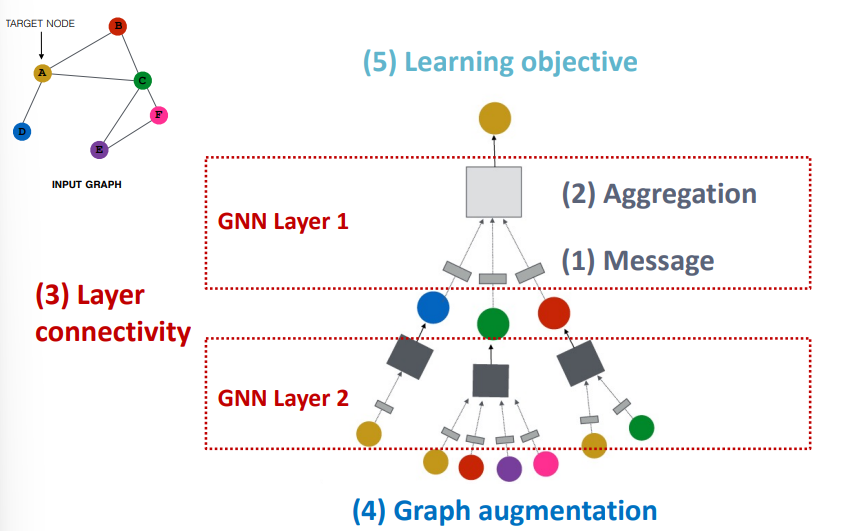 TARGET NODE
B
A
C
F
D
E
INPUT GRAPH
(5) Learning objective
GNN Layer 1
(2) Aggregation
(1) Message
(3) Layer
connectivity
GNN Layer 2
(4) Graph augmentation